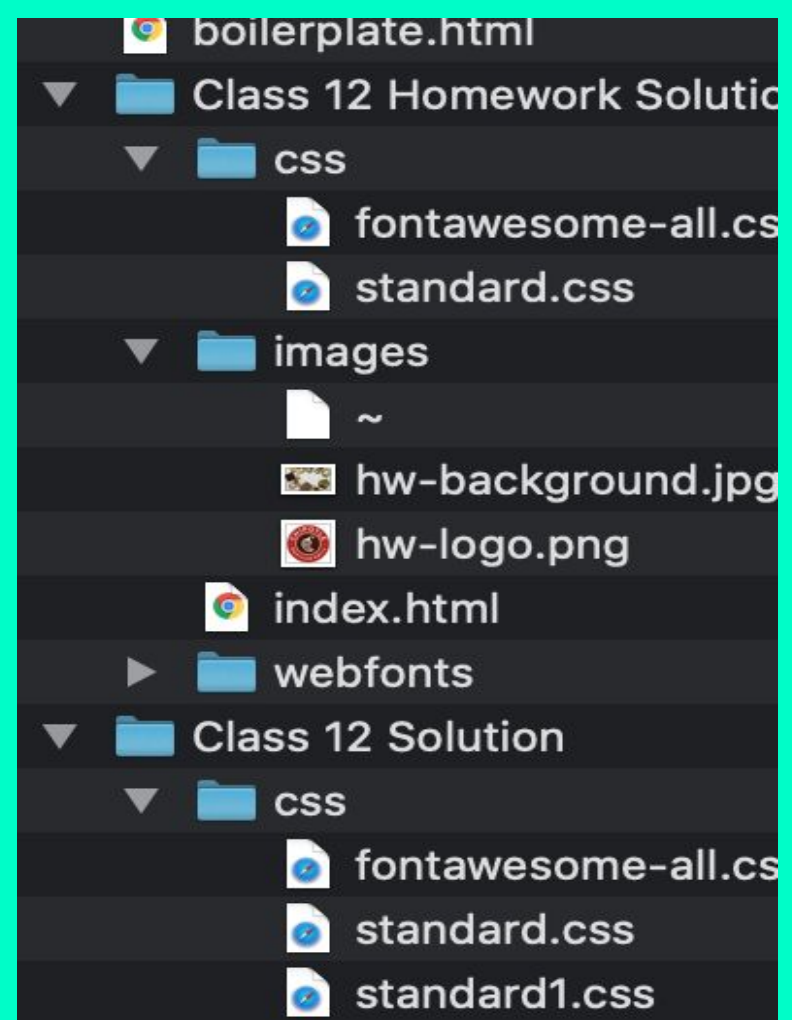 boilerplate.html
Class 12 Homework Solutio
css
fontawesome-all.cs
standard.css
images
~
hw-background.jpg
hw-logo.png
index.html
webfonts
Class 12 Solution
css
fontawesome-all.cs
standard.css
standard1.css